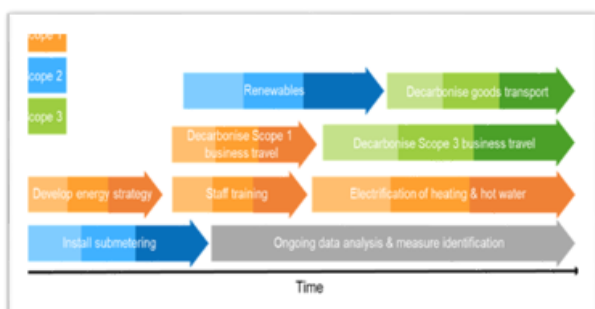 cope 1
cope 2
cope 3
Renewables
Decarbonise goods transport
Decarbonise Scope 1
business travel
Decarbonise Scope 3 business travel
Develop energy strategy
Staff training
Electrification of heating & hot water
Install submetering
Ongoing data analysis & measure identification
Time